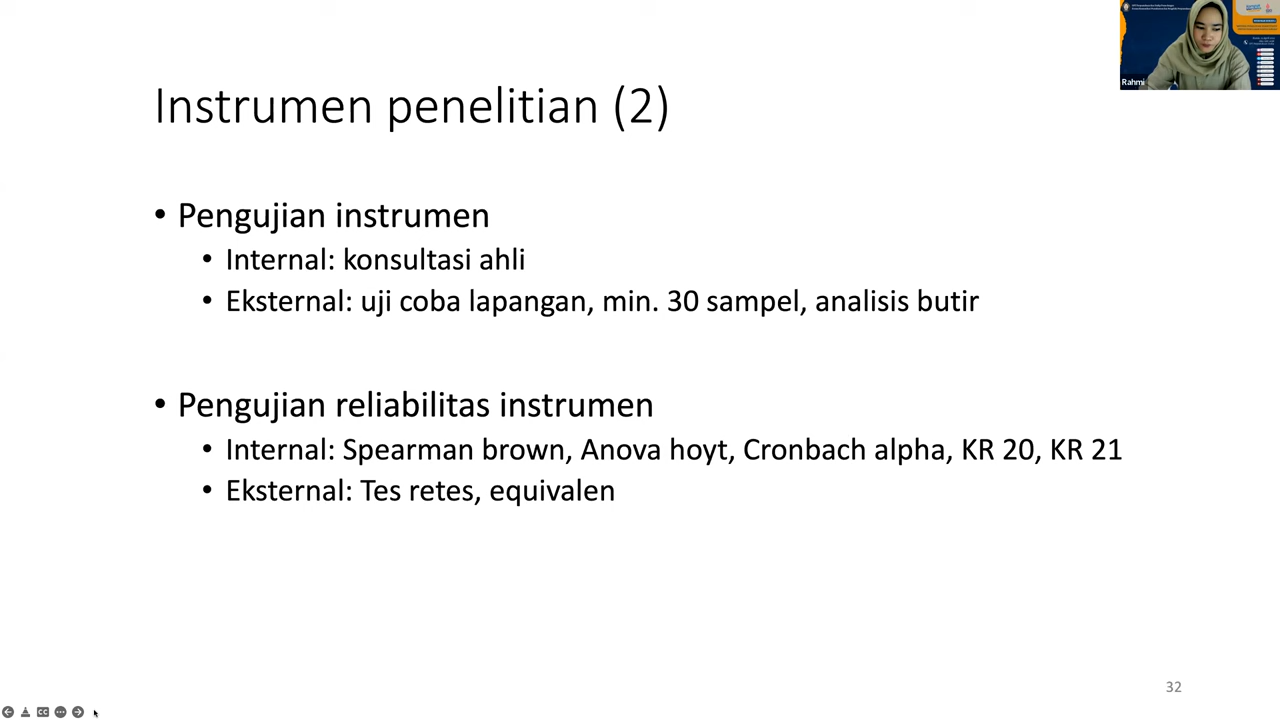 Instrumen penelitian (2)
• Pengujian instrumen
• Internal: konsultasi ahli
• Eksternal: uji coba lapangan, min. 30 sampel, analisis butir
• Pengujian reliabilitas instrumen
• Internal: Spearman brown, Anova hoyt, Cronbach alpha, KR 20, KR 21
• Eksternal: Tes retes, equivalen
32
Rahmi
CC